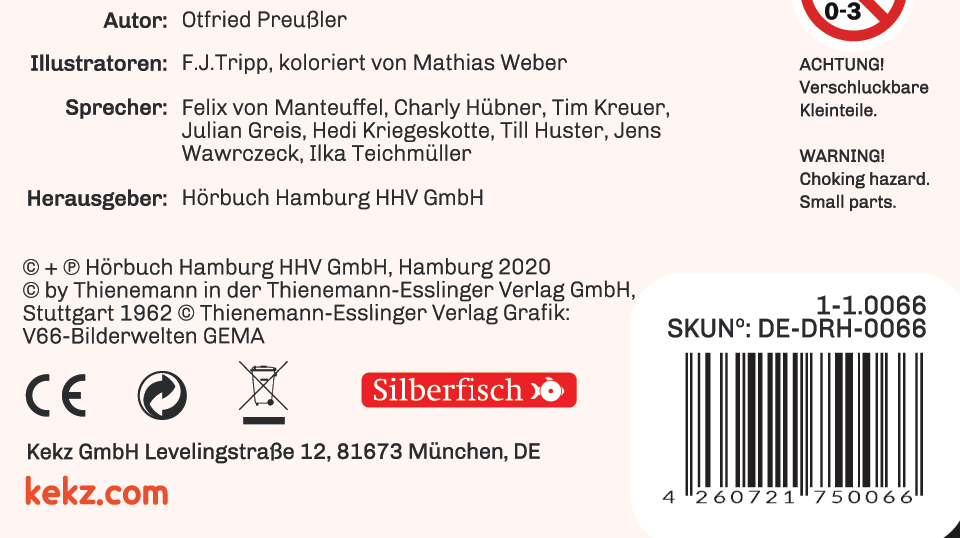 Autor: Otfried Preußler
Illustratoren: F.J.Tripp, koloriert von Mathias Weber
Sprecher: Felix von Manteuffel, Charly Hübner, Tim Kreuer,
Julian Greis, Hedi Kriegeskotte, Till Huster, Jens
Wawrczeck, Ilka Teichmüller
Herausgeber: Hörbuch Hamburg HHV GmbH
© + ℗ Hörbuch Hamburg HHV GmbH, Hamburg 2020
© by Thienemann in der Thienemann-Esslinger Verlag GmbH,
Stuttgart 1962 © Thienemann-Esslinger Verlag Grafik:
V66-Bilderwelten GEMA
CE
Silberfisch
Kekz GmbH Levelingstraße 12, 81673 München, DE
kekz.com
0-3
ACHTUNG!
Verschluckbare
Kleinteile.
WARNING!
Choking hazard.
Small parts.
1-1.0066
SKUNº: DE-DRH-0066
4 260721 750066